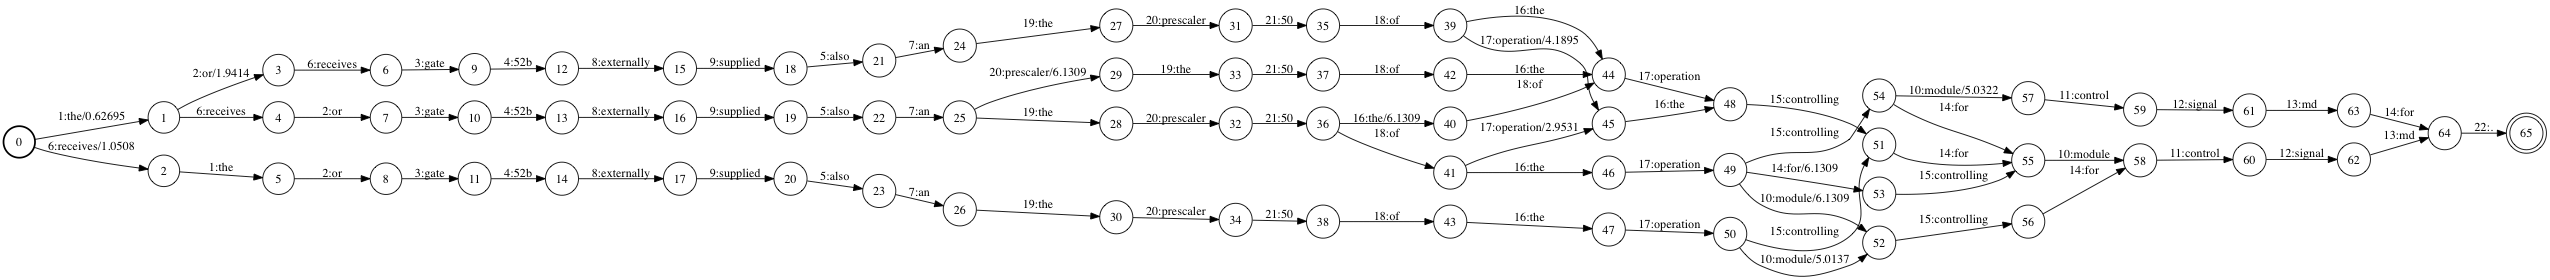 16:the
19:the 27 20:prescaler 31 21:50 35 18:of 39
7:an 24 17:operation/4.1895
5:also 21
2:or/1.9414 3 6:receives 6 3:gate 9 4:52b 12 8:externally 15 9:supplied 18
20:prescaler/6.1309 29 19:the 33 21:50 37 18:of 42 16:the 44 17:operation
18:of
54 10:module/5.0322 57 11:control 59 12:signal 61 13:md 63 14:for
15:controlling 48 14:for
1:the/0.62695 1 6:receives 4 2:or 7 3:gate 10 4:52b 13 8:externally 16 9:supplied 19 5:also 22 7:an 25 19:the 28 20:prescaler 32 21:50 36 16:the/6.1309 40 17:operation/2.9531 45 16:the
18:of
15:controlling
0 6:receives/1.0508 51 14:for 55 10:module 58 11:control 60 12:signal 62 13:md 64 22:. 65
2 1:the 5 2:or 8 3:gate 11 4:52b 14 8:externally 17 9:supplied 20 5:also 23 7:an 26
41 16:the 46 17:operation 49 14:for/6.1309 53 15:controlling 14:for
10:module/6.1309
19:the 30 20:prescaler 34 21:50 38 18:of 43 16:the 47 17:operation 50 15:controlling 52 15:controlling 56
10:module/5.0137